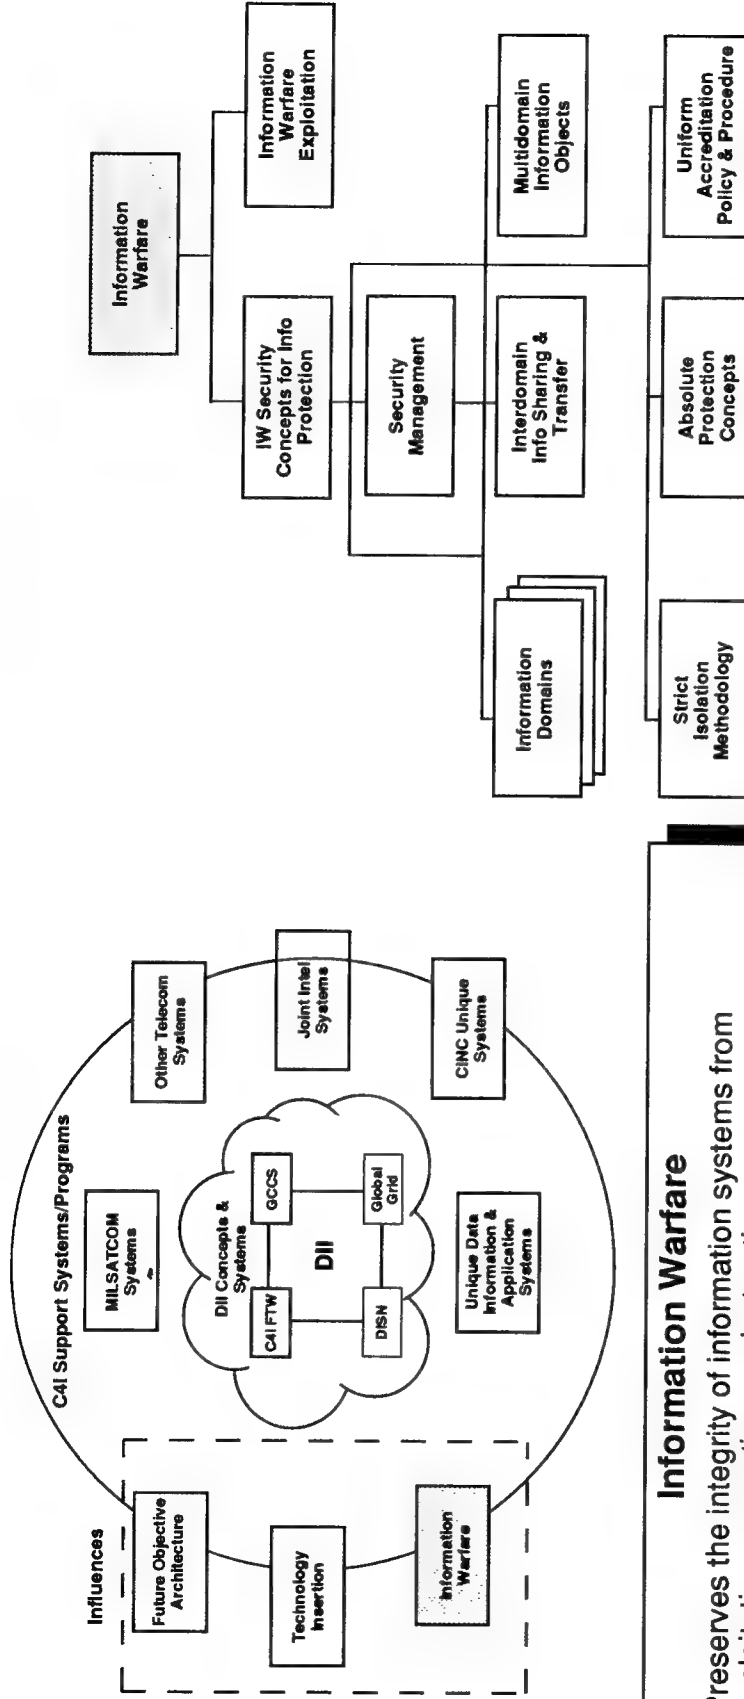 C4I Support Systems/Programs
Influences
Future Objective
Architecture
Technology
Insertion
Information
Warfare
MILSATCOM
Systems
Other Telecom
Systems
Joint Intel
Systems
CINC Unique
Systems
Unique Data
Information &
Application
Systems
DII Concepts &
Systems
C4I FTW
GCCS
DII
DISN
Global
Grid
Information
Warfare
IW Security
Concepts for Info
Protection
Information
Warfare
Exploitation
Security
Management
Information
Domains
Interdomain
Info Sharing &
Transfer
Multidomain
Information
Objects
Strict
Isolation
Methodology
Absolute
Protection
Concepts
Uniform
Accreditation
Policy & Procedure
Information Warfare
Preserves the integrity of information systems from